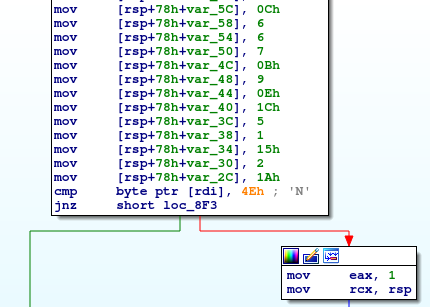 mov [rsp+78h+var_5C], 0Ch
mov [rsp+78h+var_58], 6
mov [rsp+78h+var_54], 6
mov [rsp+78h+var_50], 7
mov [rsp+78h+var_4C], 0Bh
mov [rsp+78h+var_48], 9
mov [rsp+78h+var_44], 0Eh
mov [rsp+78h+var_40], 1Ch
mov [rsp+78h+var_3C], 5
mov [rsp+78h+var_38], 1
mov [rsp+78h+var_34], 15h
mov [rsp+78h+var_30], 2
mov [rsp+78h+var_2C], 1Ah
cmp byte ptr [rdi], 4Eh ; 'N'
jnz short loc_8F3
mov eax, 1
mov rcx, rsp